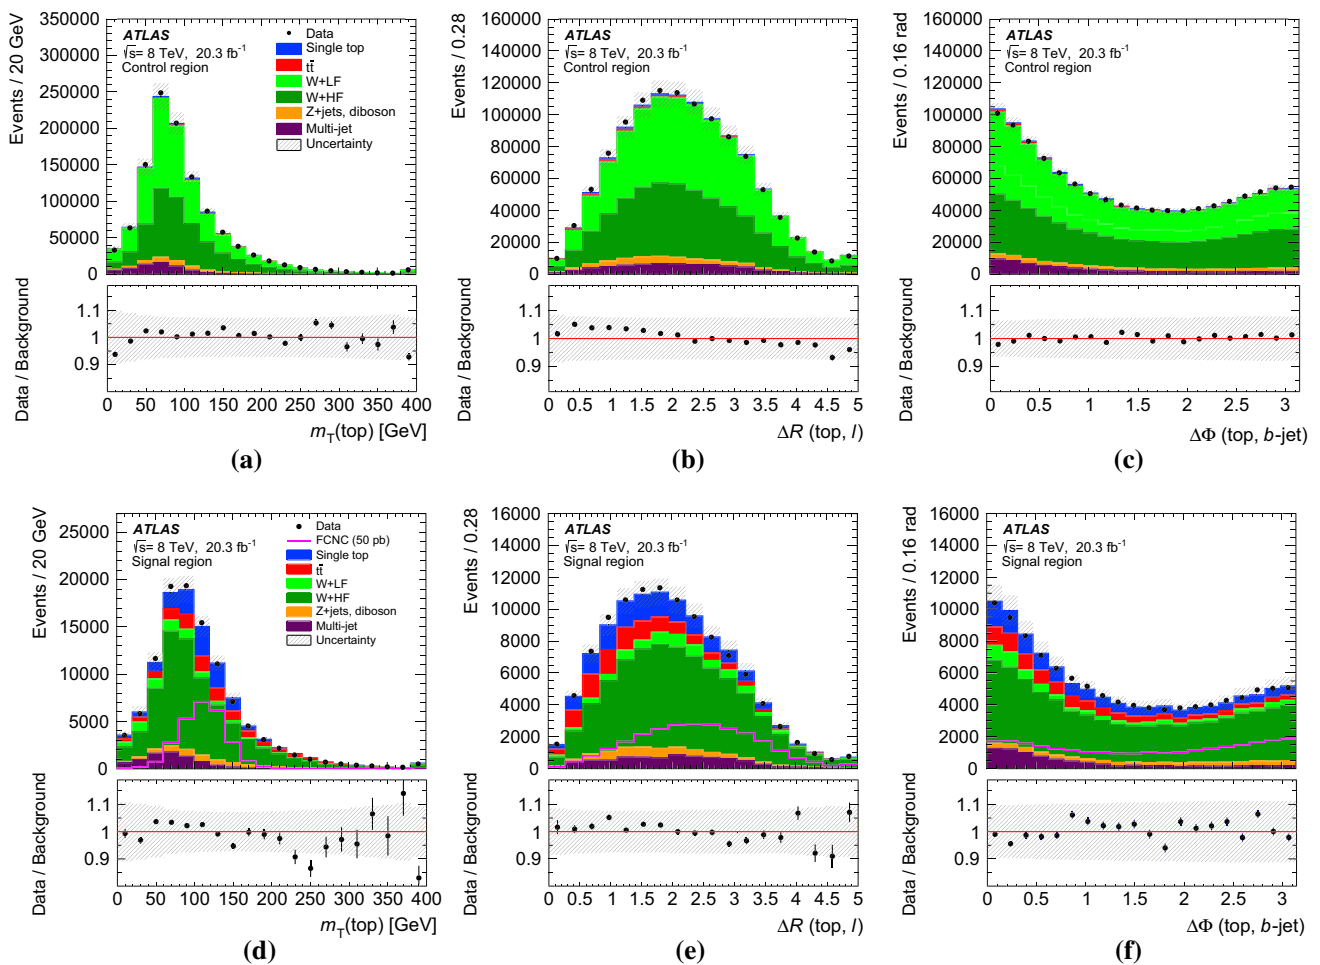 Events / 20 GeV
350000
300000
250000
200000
150000
100000
50000
0
ATLAS
√s= 8 TeV, 20.3 fb⁻¹
Control region
Data
Single top
tt̄
W+LF
W+HF
Z+jets, diboson
Multi-jet
Uncertainty
Data / Background
1.1
1
0.9
0 50 100 150 200 250 300 350 400
m_T(top) [GeV]
(a)
Events / 0.28
160000
140000
120000
100000
80000
60000
40000
20000
0
ATLAS
√s= 8 TeV, 20.3 fb⁻¹
Control region
Data / Background
1.1
1
0.9
0 0.5 1 1.5 2 2.5 3 3.5 4 4.5 5
ΔR (top, l)
(b)
Events / 0.16 rad
160000
140000
120000
100000
80000
60000
40000
20000
0
ATLAS
√s= 8 TeV, 20.3 fb⁻¹
Control region
Data / Background
1.1
1
0.9
0 0.5 1 1.5 2 2.5 3
ΔΦ (top, b-jet)
(c)
Events / 20 GeV
25000
20000
15000
10000
5000
0
ATLAS
√s= 8 TeV, 20.3 fb⁻¹
Signal region
Data
FCNC (50 pb)
Single top
tt̄
W+LF
W+HF
Z+jets, diboson
Multi-jet
Uncertainty
Data / Background
1.1
1
0.9
0 50 100 150 200 250 300 350 400
m_T(top) [GeV]
(d)
Events / 0.28
16000
14000
12000
10000
8000
6000
4000
2000
0
ATLAS
√s= 8 TeV, 20.3 fb⁻¹
Signal region
Data / Background
1.1
1
0.9
0 0.5 1 1.5 2 2.5 3 3.5 4 4.5 5
ΔR (top, l)
(e)
Events / 0.16 rad
16000
14000
12000
10000
8000
6000
4000
2000
0
ATLAS
√s= 8 TeV, 20.3 fb⁻¹
Signal region
Data / Background
1.1
1
0.9
0 0.5 1 1.5 2 2.5 3
ΔΦ (top, b-jet)
(f)